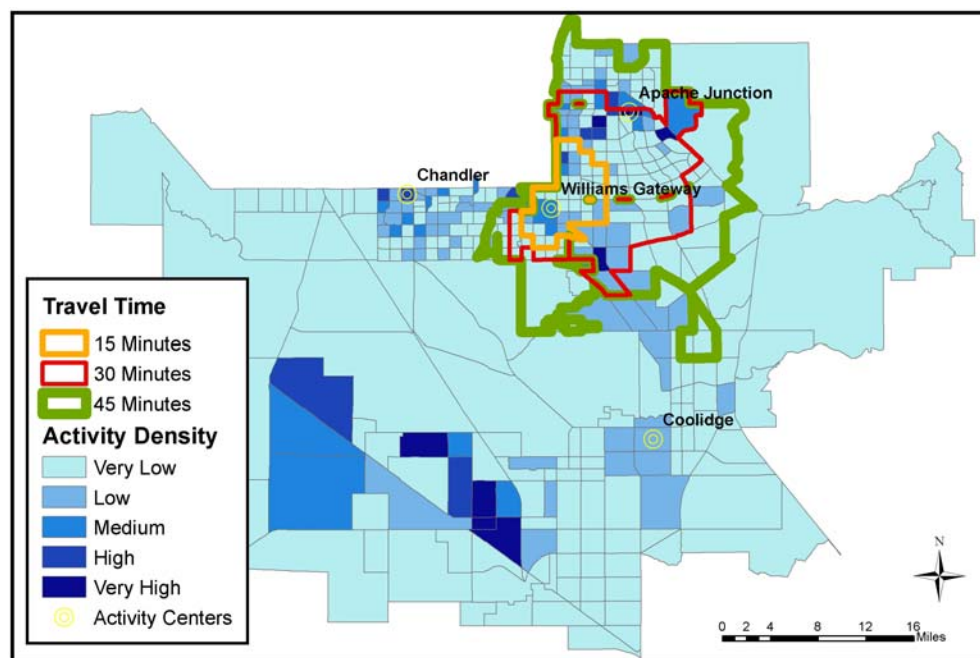 Apache Junction
Chandler
Williams Gateway
Coolidge
Travel Time
15 Minutes
30 Minutes
45 Minutes
Activity Density
Very Low
Low
Medium
High
Very High
Activity Centers
N
0 2 4 8 12 16
Miles